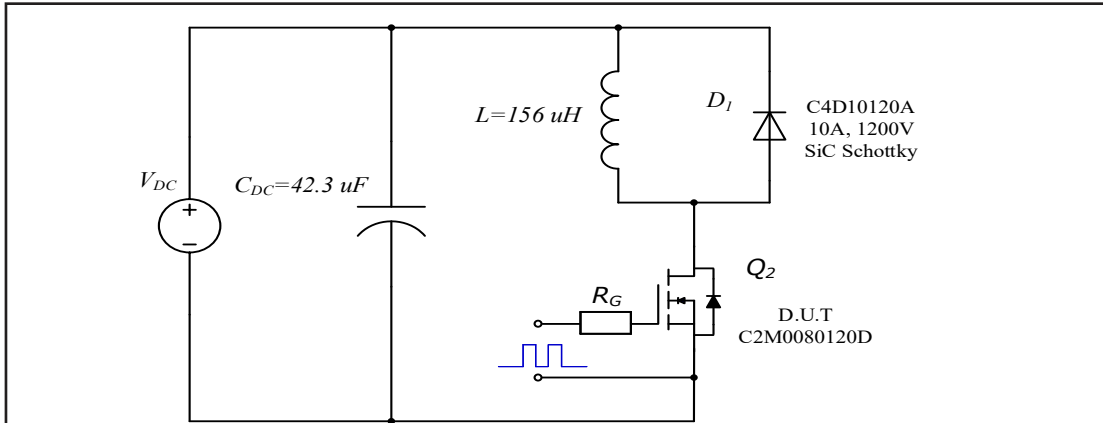 L=156 uH
D1
C4D10120A
10A, 1200V
SiC Schottky
VDC
CDC=42.3 uF
RG
Q2
D.U.T
C2M0080120D